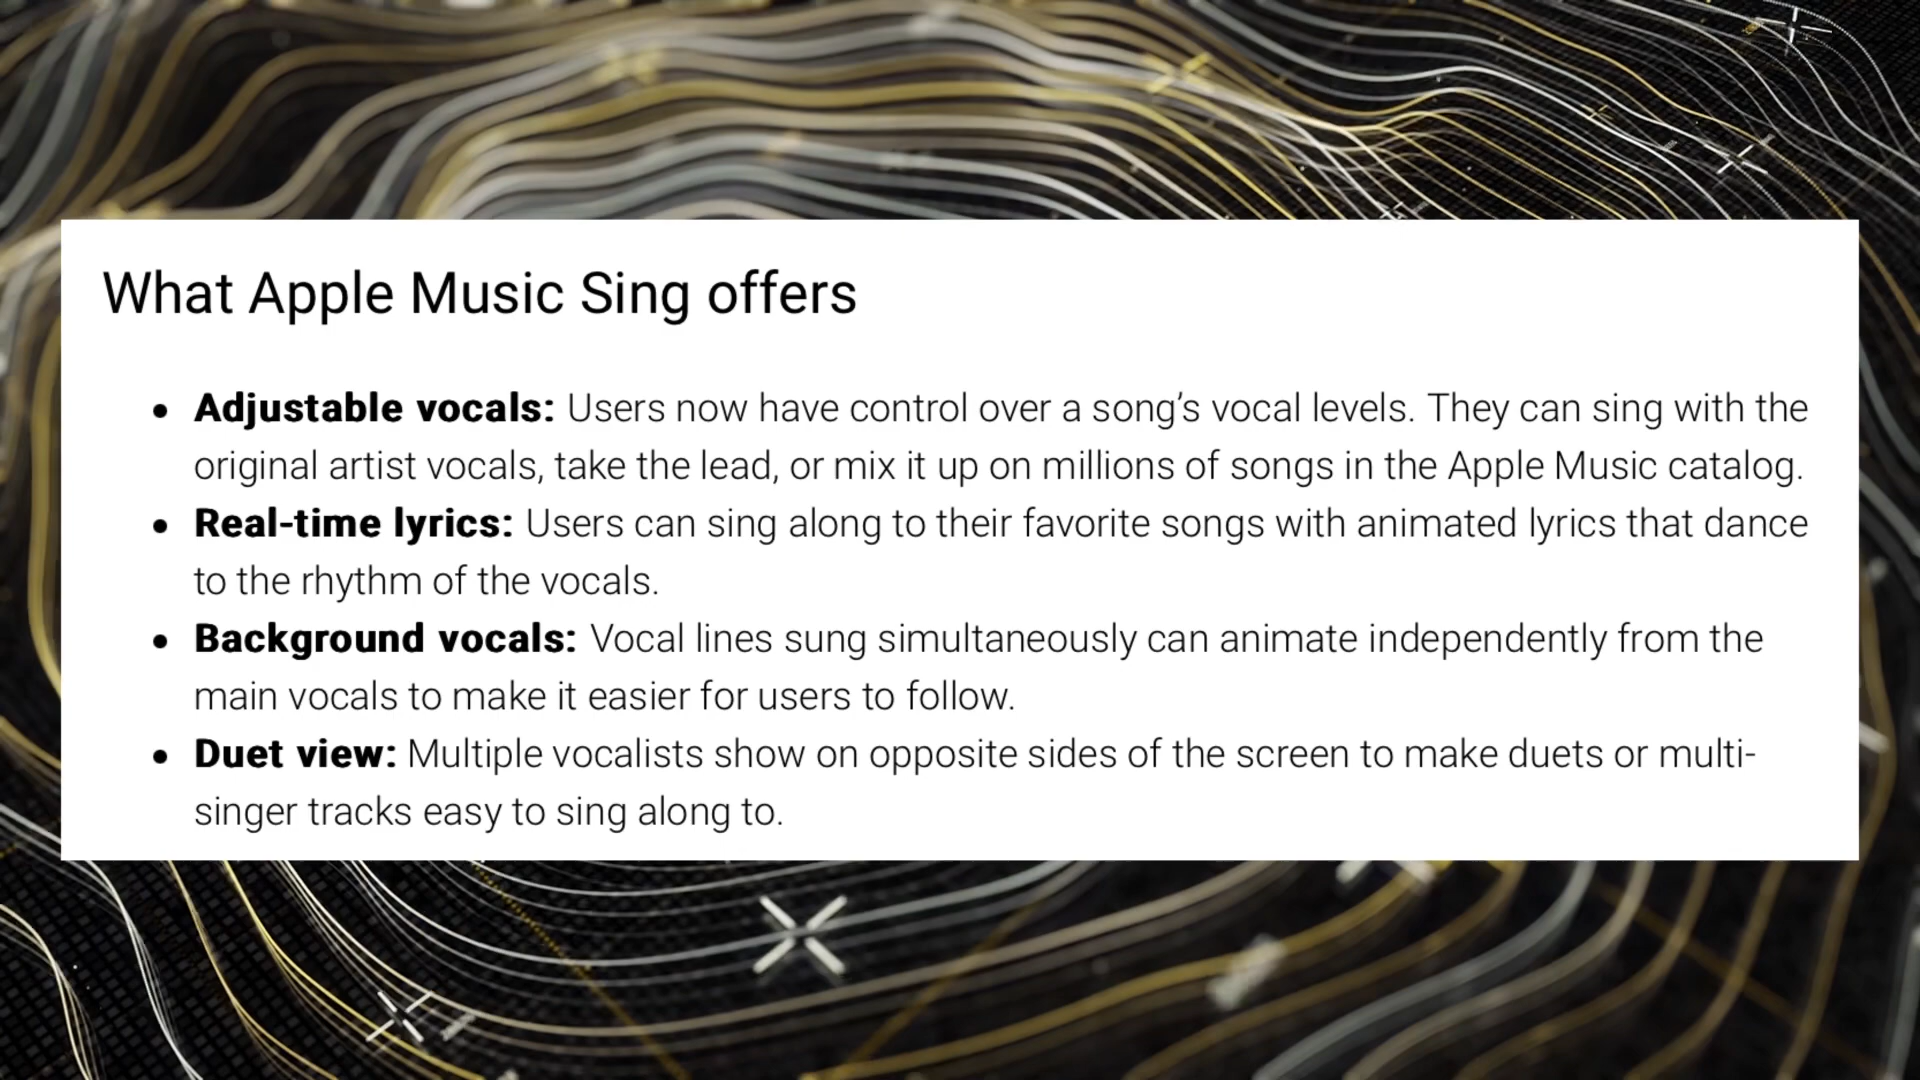 What Apple Music Sing offers
• Adjustable vocals: Users now have control over a song’s vocal levels. They can sing with the
original artist vocals, take the lead, or mix it up on millions of songs in the Apple Music catalog.
• Real-time lyrics: Users can sing along to their favorite songs with animated lyrics that dance
to the rhythm of the vocals.
• Background vocals: Vocal lines sung simultaneously can animate independently from the
main vocals to make it easier for users to follow.
• Duet view: Multiple vocalists show on opposite sides of the screen to make duets or multi-
singer tracks easy to sing along to.